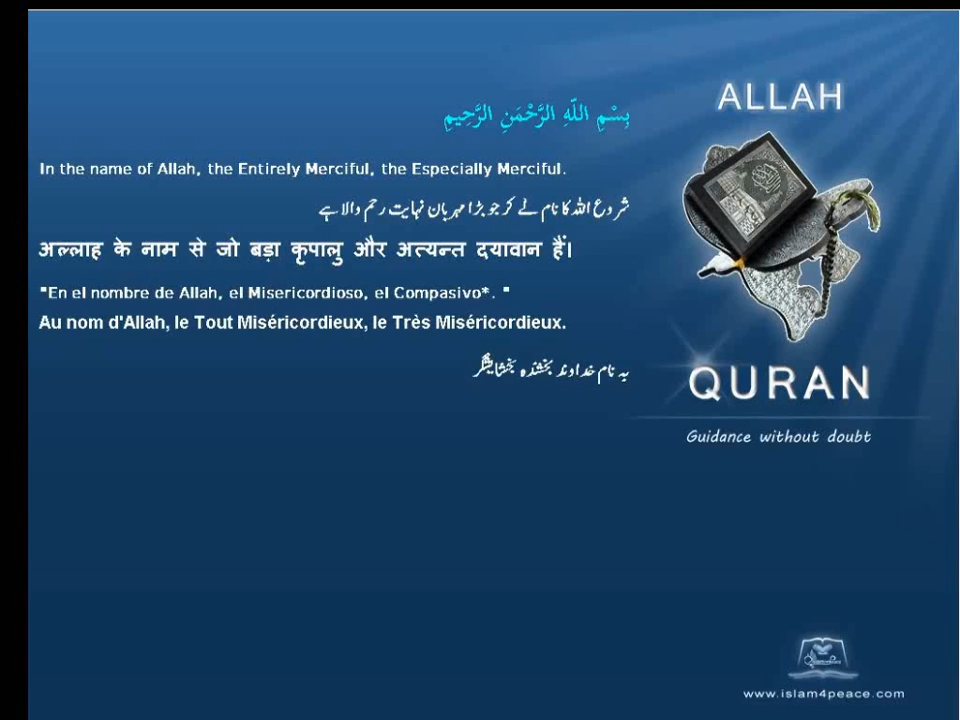 بِسْمِ اللَّهِ الرَّحْمَنِ الرَّحِيمِ
In the name of Allah, the Entirely Merciful, the Especially Merciful.
شروع اللہ کا نام لے کر جو بڑا مہربان نہایت رحم والا ہے
अल्लाह के नाम से जो बड़ा कृपालु और अत्यन्त दयावान हैं।
"En el nombre de Allah, el Misericordioso, el Compasivo*. "
Au nom d'Allah, le Tout Miséricordieux, le Très Miséricordieux.
به نام خداوند بخشنده بخشایشگر
ALLAH
QURAN
Guidance without doubt
www.islam4peace.com